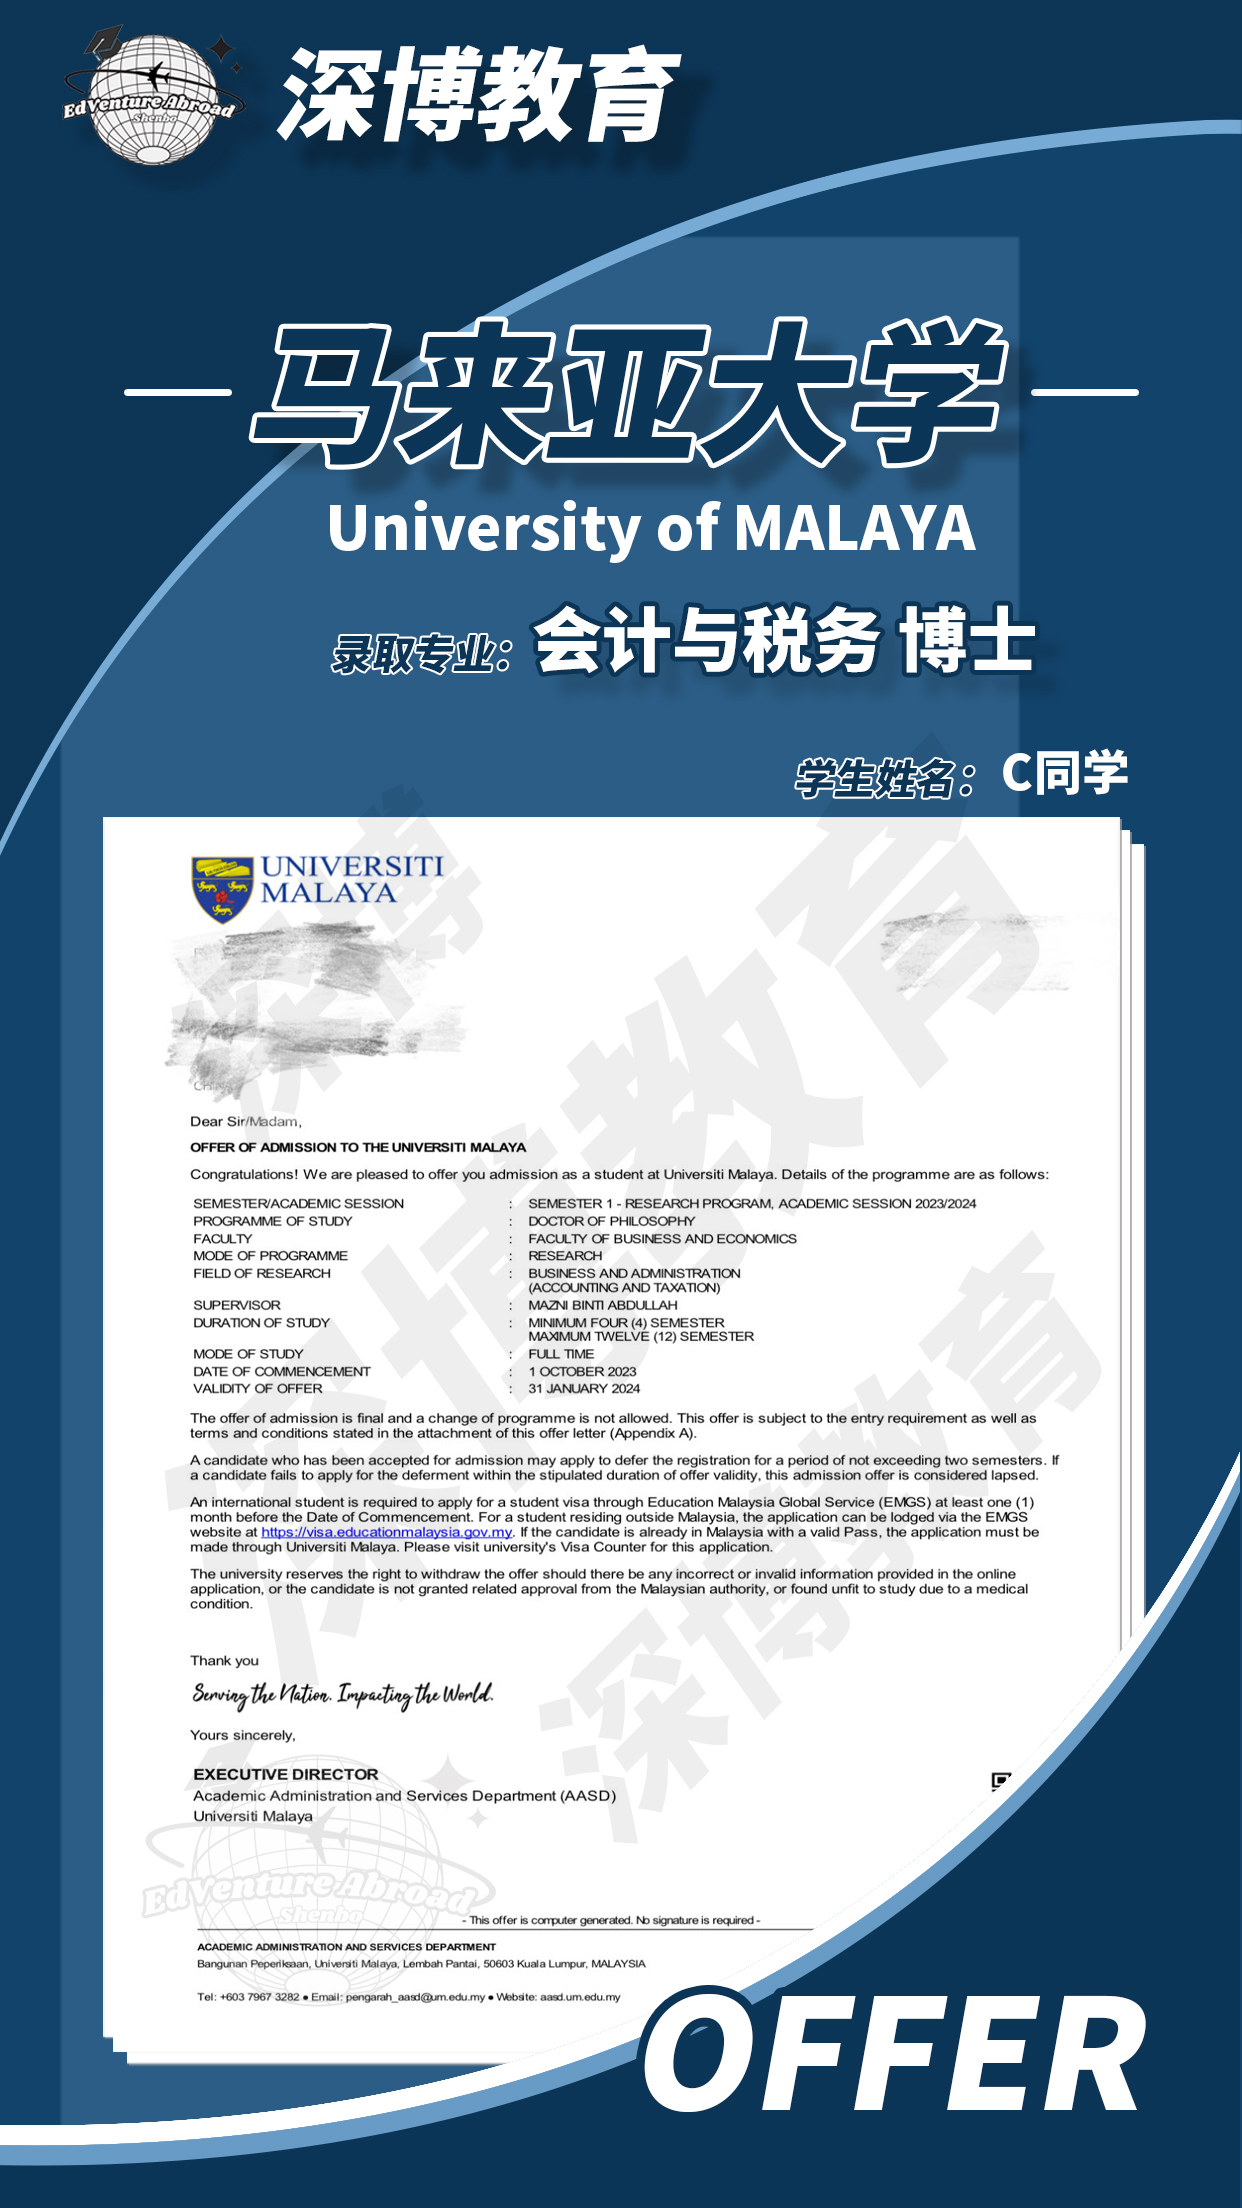 EdVenture Abroad
Shenbo
深博教育
马来亚大学
University of MALAYA
录取专业：会计与税务 博士
学生姓名：C同学
UNIVERSITI
MALAYA
Dear Sir/Madam,
OFFER OF ADMISSION TO THE UNIVERSITI MALAYA
Congratulations! We are pleased to offer you admission as a student at Universiti Malaya. Details of the programme are as follows:
SEMESTER/ACADEMIC SESSION : SEMESTER 1 - RESEARCH PROGRAM, ACADEMIC SESSION 2023/2024
PROGRAMME OF STUDY : DOCTOR OF PHILOSOPHY
FACULTY : FACULTY OF BUSINESS AND ECONOMICS
MODE OF PROGRAMME : RESEARCH
FIELD OF RESEARCH : BUSINESS AND ADMINISTRATION
(ACCOUNTING AND TAXATION)
SUPERVISOR : MAZNI BINTI ABDULLAH
DURATION OF STUDY : MINIMUM FOUR (4) SEMESTER
MAXIMUM TWELVE (12) SEMESTER
MODE OF STUDY : FULL TIME
DATE OF COMMENCEMENT : 1 OCTOBER 2023
VALIDITY OF OFFER : 31 JANUARY 2024
The offer of admission is final and a change of programme is not allowed. This offer is subject to the entry requirement as well as
terms and conditions stated in the attachment of this offer letter (Appendix A).
A candidate who has been accepted for admission may apply to defer the registration for a period of not exceeding two semesters. If
a candidate fails to apply for the deferment within the stipulated duration of offer validity, this admission offer is considered lapsed.
An international student is required to apply for a student visa through Education Malaysia Global Service (EMGS) at least one (1)
month before the Date of Commencement. For a student residing outside Malaysia, the application can be lodged via the EMGS
website at https://visa.educationmalaysia.gov.my. If the candidate is already in Malaysia with a valid Pass, the application must be
made through Universiti Malaya. Please visit university's Visa Counter for this application.
The university reserves the right to withdraw the offer should there be any incorrect or invalid information provided in the online
application, or the candidate is not granted related approval from the Malaysian authority, or found unfit to study due to a medical
condition.
Thank you
Serving the Nation. Impacting the World.
Yours sincerely,
EXECUTIVE DIRECTOR
Academic Administration and Services Department (AASD)
Universiti Malaya
- This offer is computer generated. No signature is required -
ACADEMIC ADMINISTRATION AND SERVICES DEPARTMENT
Bangunan Peperiksaan, Universiti Malaya, Lembah Pantai, 50603 Kuala Lumpur, MALAYSIA
Tel: +603 7967 3282 ● Email: pengarah_aasd@um.edu.my ● Website: aasd.um.edu.my
深博
深博教育
深博教育
EdVenture Abroad
Shenbo
OFFER